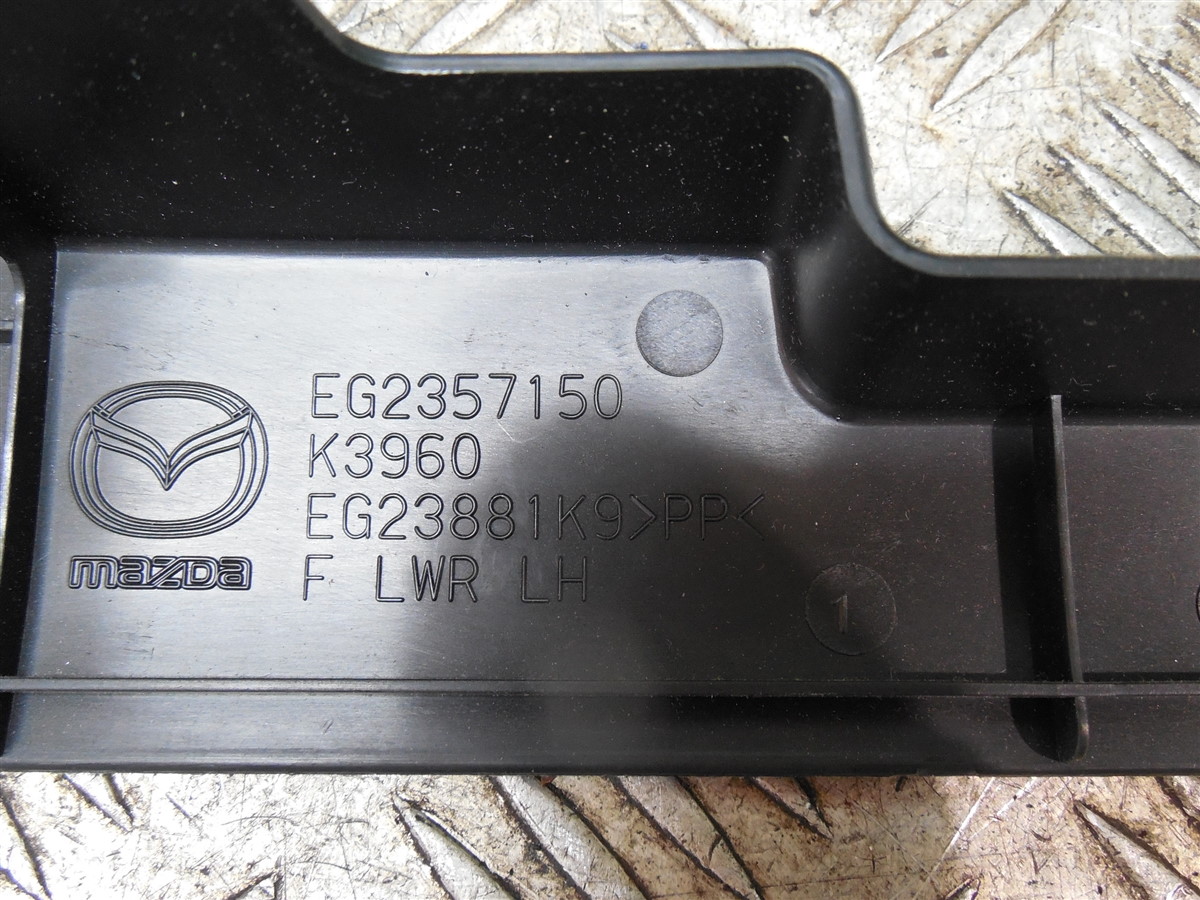 EG2357150
K3960
EG23881K9>PP<
F LWR LH
mazda
1